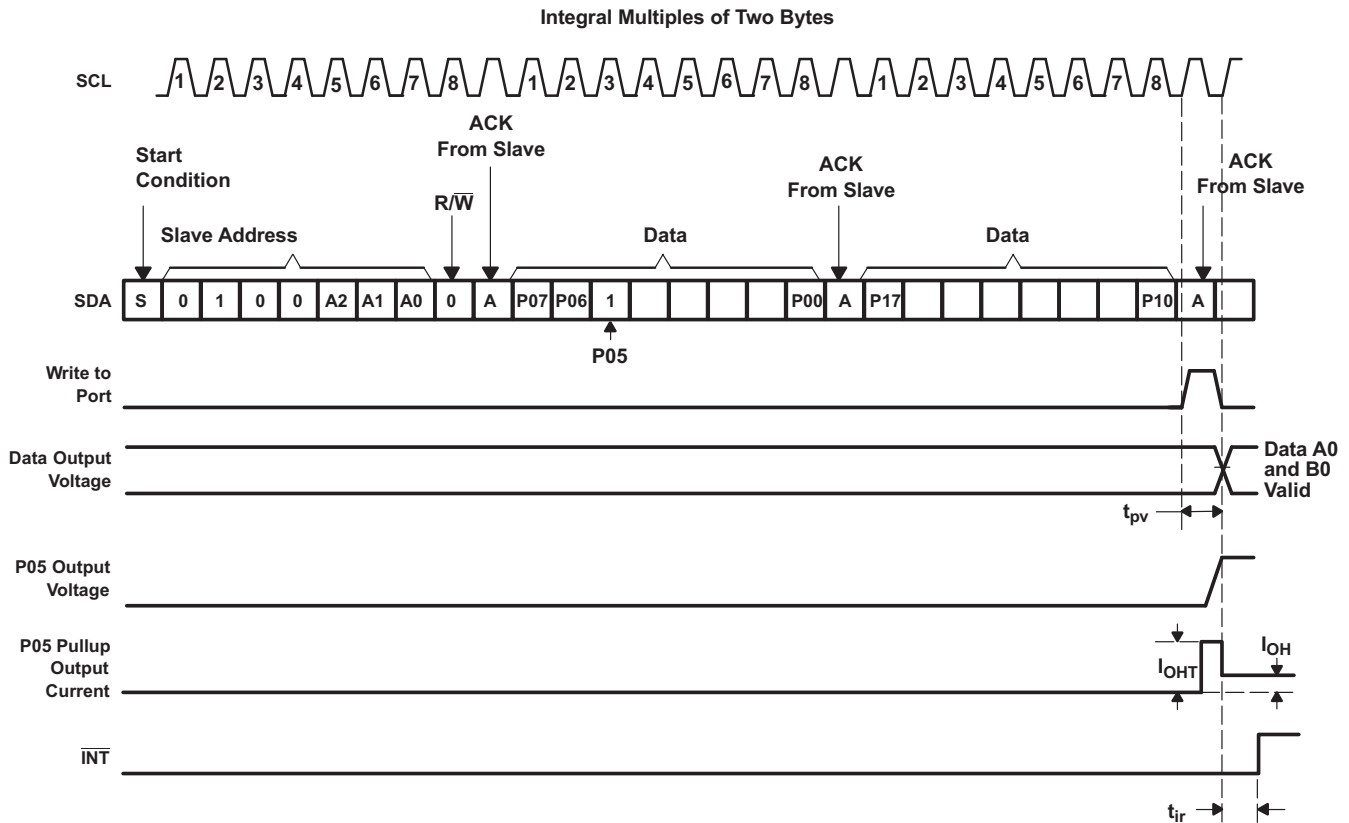 Integral Multiples of Two Bytes
SCL
1 2 3 4 5 6 7 8 1 2 3 4 5 6 7 8 1 2 3 4 5 6 7 8
Start
Condition
ACK
From Slave
R/W̅
ACK
From Slave
ACK
From Slave
Slave Address
Data
Data
SDA
S 0 1 0 0 A2 A1 A0 0 A P07 P06 1 P00 A P17 P10 A
P05
Write to
Port
Data Output
Voltage
Data A0
and B0
Valid
tpv
P05 Output
Voltage
P05 Pullup
Output
Current
IOHT
IOH
I̅N̅T̅
tir